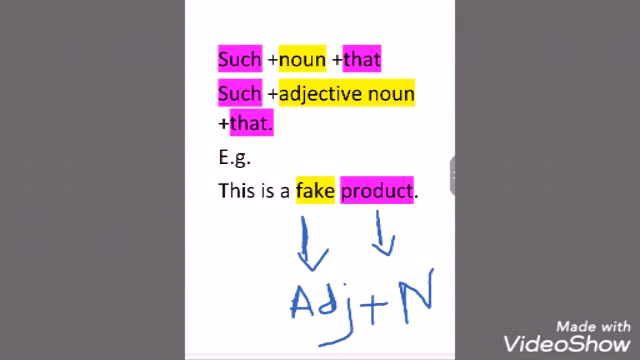 Such +noun +that
Such +adjective noun
+that.
E.g.
This is a fake product.
Adj + N
Made with
VideoShow